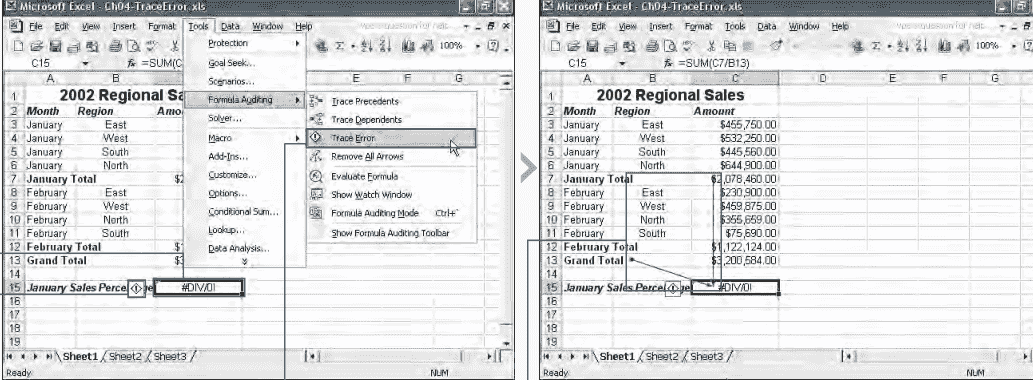 Microsoft Excel - Ch04-TraceError.xls
File Edit View Insert Format Tools Data Window Help
100%
C15 fx =SUM(C
A B E F G
1 2002 Regional Sa
2 Month Region Amo
3 January East
4 January West
5 January South
6 January North
7 January Total $2
8 February East
9 February West
10 February North
11 February South
12 February Total $1
13 Grand Total $3
14
15 January Sales Perce ge #DIV/0!
16
17
18
19
Sheet1 Sheet2 Sheet3
Ready NUM
Protection
Goal Seek...
Scenarios...
Formula Auditing
Solver...
Macro
Add-Ins...
Customize...
Options...
Conditional Sum...
Lookup...
Data Analysis...
Trace Precedents
Trace Dependents
Trace Error
Remove All Arrows
Evaluate Formula
Show Watch Window
Formula Auditing Mode Ctrl+`
Show Formula Auditing Toolbar
Microsoft Excel - Ch04-TraceError.xls
File Edit View Insert Format Tools Data Window Help
100%
C15 fx =SUM(C7/B13)
A B C D E F G
1 2002 Regional Sales
2 Month Region Amount
3 January East $455,750.00
4 January West $532,250.00
5 January South $445,560.00
6 January North $644,900.00
7 January Total $2,078,460.00
8 February East $230,900.00
9 February West $459,875.00
10 February North $355,659.00
11 February South $75,690.00
12 February Total $1,122,124.00
13 Grand Total $3,200,584.00
14
15 January Sales Perce ge #DIV/0!
16
17
18
19
Sheet1 Sheet2 Sheet3
Ready NUM